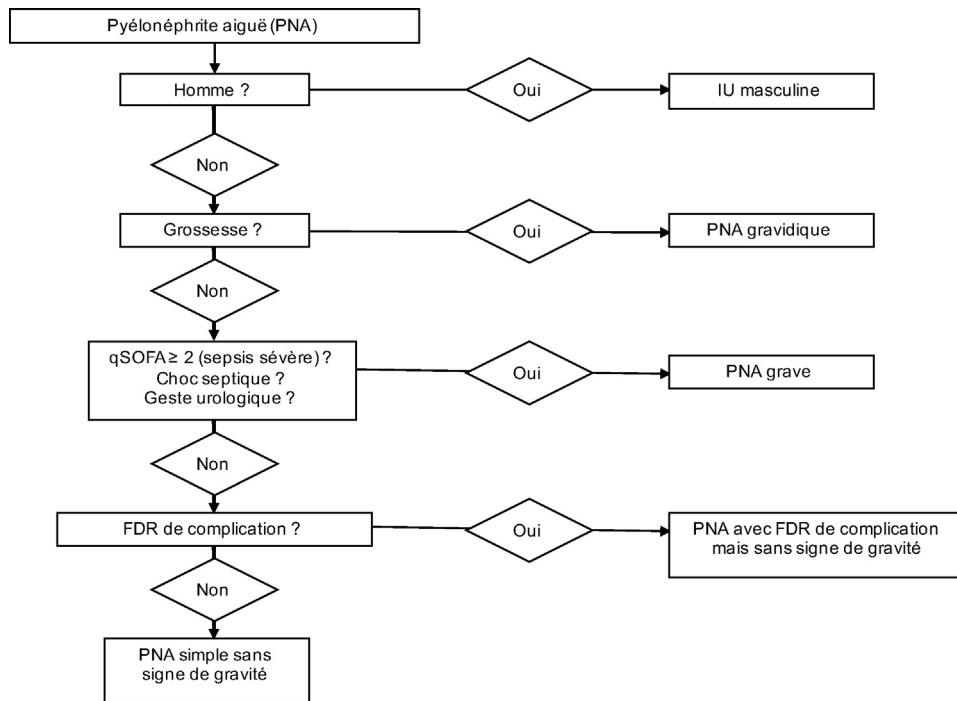 Pyélonéphrite aiguë (PNA)
Homme ?
Oui
IU masculine
Non
Grossesse ?
Oui
PNA gravidique
Non
qSOFA ≥ 2 (sepsis sévère) ?
Choc septique ?
Geste urologique ?
Oui
PNA grave
Non
FDR de complication ?
Oui
PNA avec FDR de complication
mais sans signe de gravité
Non
PNA simple sans
signe de gravité